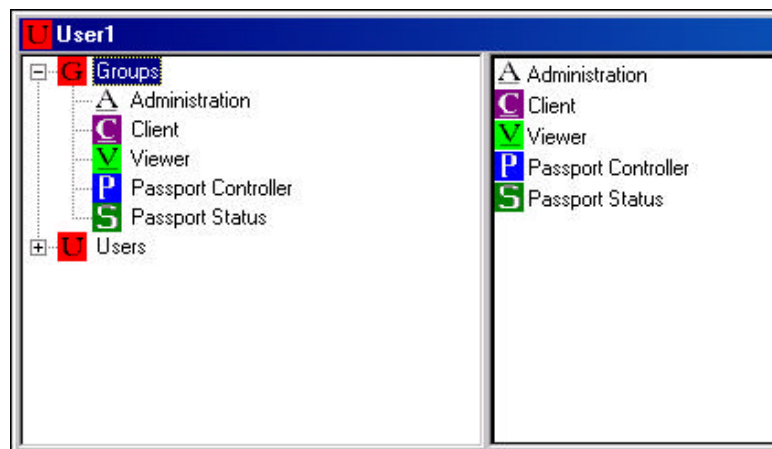 U User1
G Groups
A Administration
C Client
V Viewer
P Passport Controller
S Passport Status
U Users
A Administration
C Client
V Viewer
P Passport Controller
S Passport Status